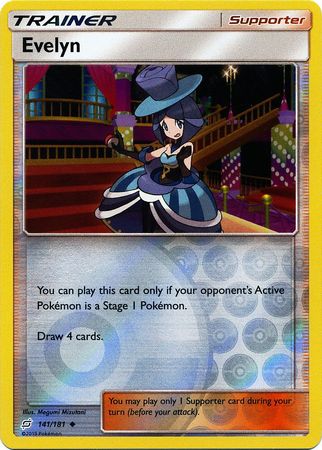 TRAINER
Supporter
Evelyn
You can play this card only if your opponent's Active
Pokémon is a Stage 1 Pokémon.
Draw 4 cards.
Illus. Megumi Mizutani
141/181
©2019 Pokémon
You may play only 1 Supporter card during your
turn (before your attack).